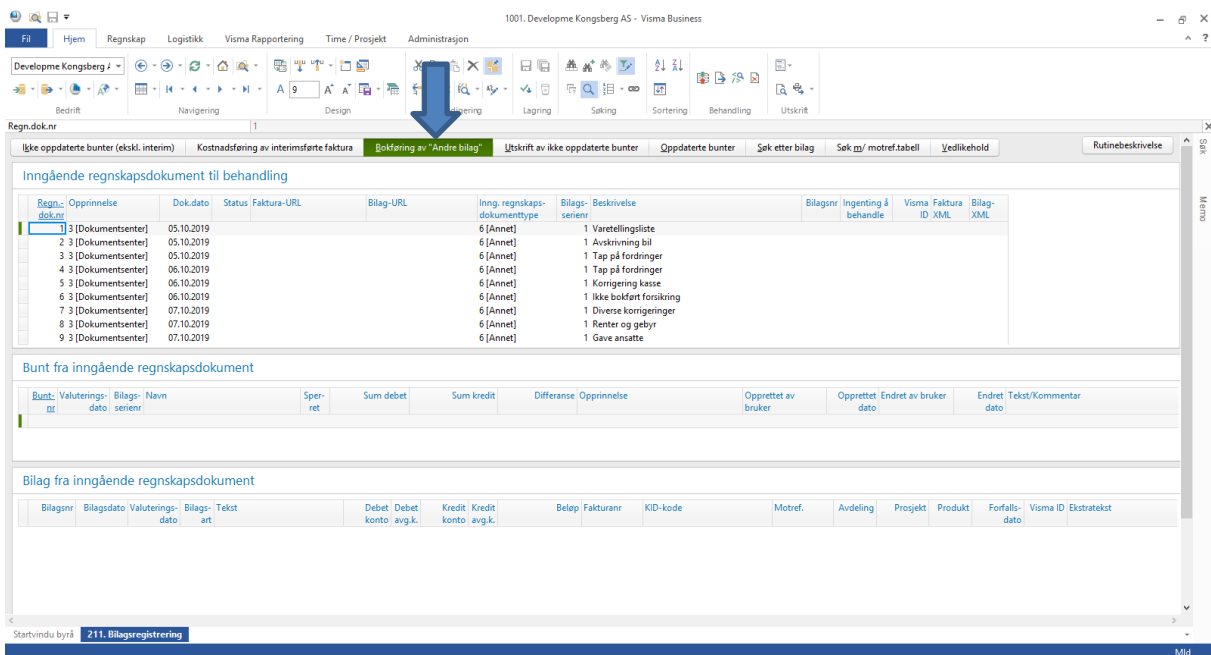 1001. Developme Kongsberg AS - Visma Business
Fil Hjem Regnskap Logistikk Visma Rapportering Time / Prosjekt Administrasjon
Developme Kongsberg A
A 9
Bedrift Navigering Design Lagring Søking Sortering Behandling Utskrift
Regn.dok.nr 1
Ikke oppdaterte bunter (ekskl. interim) Kostnadsføring av interimsførte faktura Bokføring av "Andre bilag" Utskrift av ikke oppdaterte bunter Oppdaterte bunter Søk etter bilag Søk m/ motref.tabell Vedlikehold Rutinebeskrivelse
Søk
Memo
Inngående regnskapsdokument til behandling
Regn.- Opprinnelse Dok.dato Status Faktura-URL Bilag-URL Inng. regnskaps- Bilags- Beskrivelse Bilagsnr Ingenting å Visma Faktura Bilag-
dok.nr dokumenttype serienr behandle ID XML XML
1 3 [Dokumentsenter] 05.10.2019 6 [Annet] 1 Varetellingsliste
2 3 [Dokumentsenter] 05.10.2019 6 [Annet] 1 Avskrivning bil
3 3 [Dokumentsenter] 05.10.2019 6 [Annet] 1 Tap på fordringer
4 3 [Dokumentsenter] 06.10.2019 6 [Annet] 1 Tap på fordringer
5 3 [Dokumentsenter] 06.10.2019 6 [Annet] 1 Korrigering kasse
6 3 [Dokumentsenter] 06.10.2019 6 [Annet] 1 Ikke bokført forsikring
7 3 [Dokumentsenter] 07.10.2019 6 [Annet] 1 Diverse korrigeringer
8 3 [Dokumentsenter] 07.10.2019 6 [Annet] 1 Renter og gebyr
9 3 [Dokumentsenter] 07.10.2019 6 [Annet] 1 Gave ansatte
Bunt fra inngående regnskapsdokument
Bunt- Valuterings- Bilags- Navn Sper- Sum debet Sum kredit Differanse Opprinnelse Opprettet av Opprettet Endret av bruker Endret Tekst/Kommentar
nr dato serienr ret bruker dato dato
Bilag fra inngående regnskapsdokument
Bilagsnr Bilagsdato Valuterings- Bilags- Tekst Debet Debet Kredit Kredit Beløp Fakturanr KID-kode Motref. Avdeling Prosjekt Produkt Forfalls- Visma ID Ekstratekst
dato art konto avg.k. konto avg.k. dato
Startvindu byrå 211. Bilagsregistrering
Mld